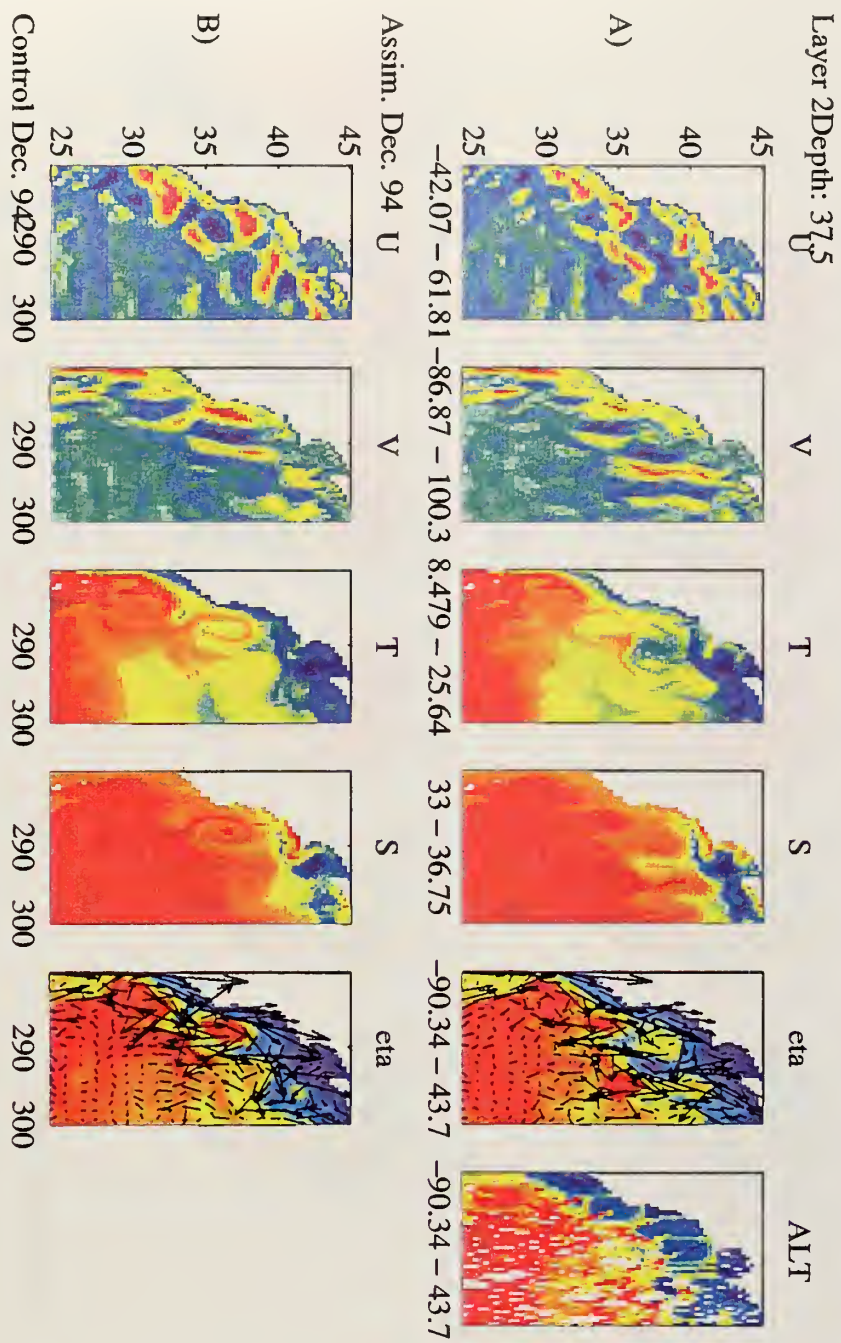 Layer 2Depth: 37.5
A)
U V T S eta ALT
45
40
35
30
25
−42.07 − 61.81 −86.87 − 100.3 8.479 − 25.64 33 − 36.75 −90.34 − 43.7 −90.34 − 43.7
Assim. Dec. 94
B)
U V T S eta
45
40
35
30
25
290 300 290 300 290 300 290 300 290 300
Control Dec. 94